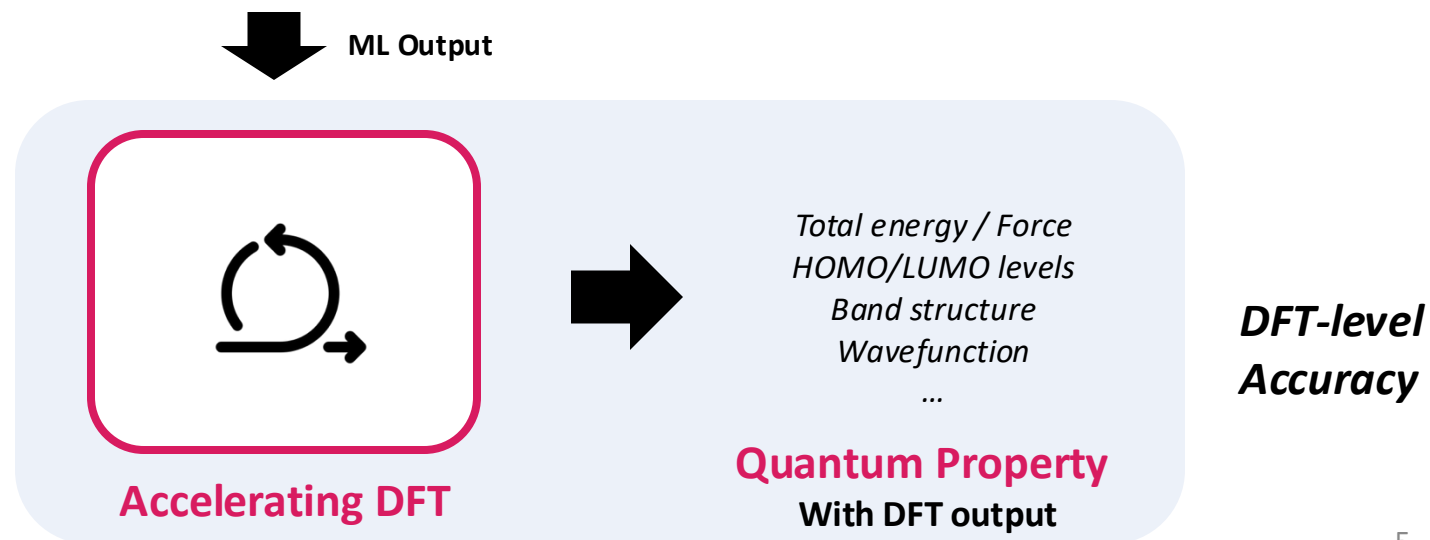 ML Output
Total energy / Force
HOMO/LUMO levels
Band structure
Wavefunction
...
DFT-level
Accuracy
Quantum Property
Accelerating DFT
With DFT output